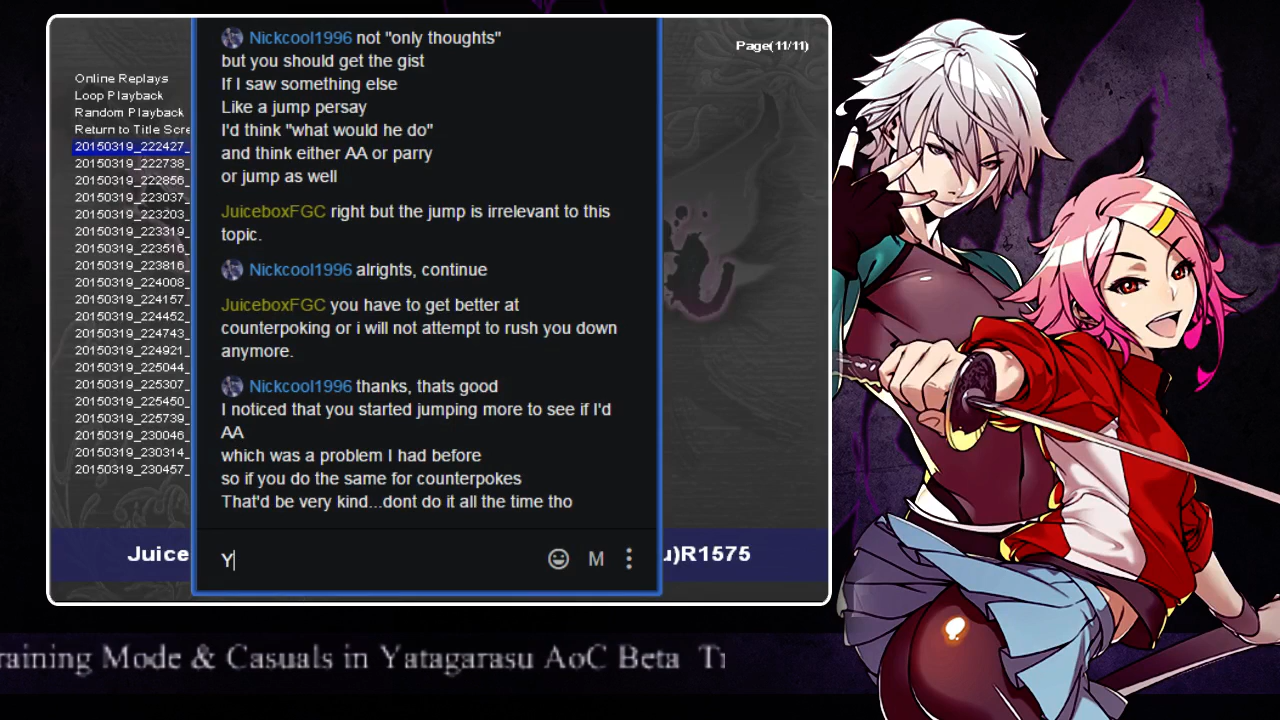 Page(11/11)
Online Replays
Loop Playback
Random Playback
Return to Title Scre
20150319_222427_
20150319_222738_
20150319_222856_
20150319_223037_
20150319_223203_
20150319_223319_
20150319_223516_
20150319_223816_
20150319_224008_
20150319_224157_
20150319_224452_
20150319_224743_
20150319_224921_
20150319_225044_
20150319_225307_
20150319_225450_
20150319_225739_
20150319_230046_
20150319_230314_
20150319_230457_
Nickcool1996 not "only thoughts"
but you should get the gist
If I saw something else
Like a jump persay
I'd think "what would he do"
and think either AA or parry
or jump as well
JuiceboxFGC right but the jump is irrelevant to this
topic.
Nickcool1996 alrights, continue
JuiceboxFGC you have to get better at
counterpoking or i will not attempt to rush you down
anymore.
Nickcool1996 thanks, thats good
I noticed that you started jumping more to see if I'd
AA
which was a problem I had before
so if you do the same for counterpokes
That'd be very kind...dont do it all the time tho
Y
M
Juice
u)R1575
raining Mode & Casuals in Yatagarasu AoC Beta Tr